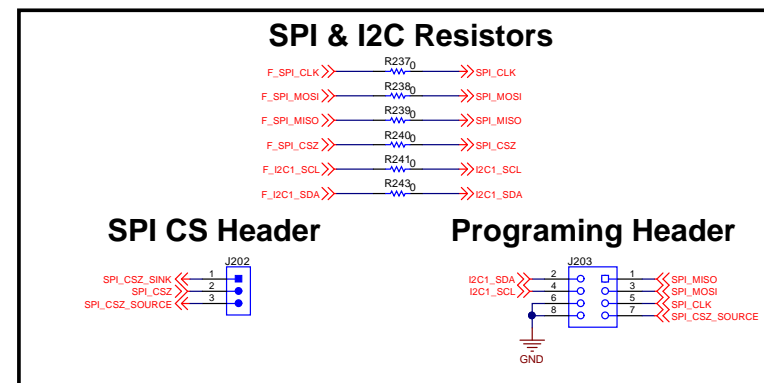 SPI & I2C Resistors
F_SPI_CLK R237 0 SPI_CLK
F_SPI_MOSI R238 0 SPI_MOSI
F_SPI_MISO R239 0 SPI_MISO
F_SPI_CSZ R240 0 SPI_CSZ
F_I2C1_SCL R241 0 I2C1_SCL
F_I2C1_SDA R243 0 I2C1_SDA
SPI CS Header
J202
SPI_CSZ_SINK 1
SPI_CSZ 2
SPI_CSZ_SOURCE 3
Programing Header
J203
I2C1_SDA 2 1 SPI_MISO
I2C1_SCL 4 3 SPI_MOSI
6 5 SPI_CLK
8 7 SPI_CSZ_SOURCE
GND